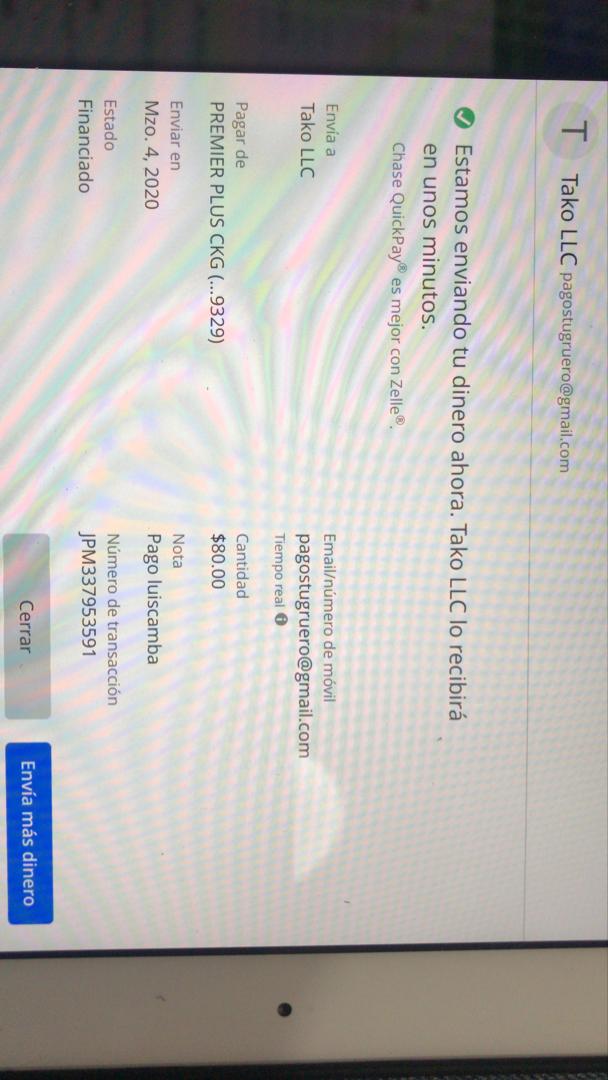 T
Tako LLC pagostugruero@gmail.com
Estamos enviando tu dinero ahora. Tako LLC lo recibirá
en unos minutos.
Chase QuickPay® es mejor con Zelle®.
Envía a
Tako LLC
Email/número de móvil
pagostugruero@gmail.com
Tiempo real
Pagar de
PREMIER PLUS CKG (...9329)
Cantidad
$80.00
Enviar en
Mzo. 4, 2020
Nota
Pago luiscamba
Estado
Financiado
Número de transacción
JPM337953591
Cerrar
Envía más dinero